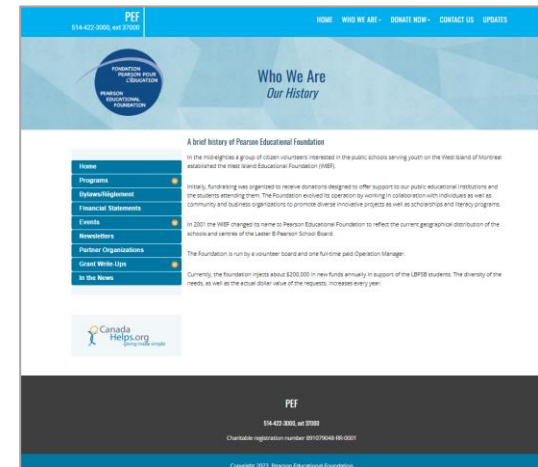 PEF
514-422-3000, ext 37000
HOME WHO WE ARE DONATE NOW CONTACT US UPDATES
FONDATION
PEARSON POUR
L'ÉDUCATION
PEARSON
EDUCATIONAL
FOUNDATION
Who We Are
Our History
A brief history of Pearson Educational Foundation
In the mid-eighties a group of citizen volunteers interested in the public schools serving youth on the West Island of Montreal
established the West Island Educational Foundation (WIEF).
Initially, fundraising was organized to receive donations designed to offer support to our public educational institutions and
the students attending them. The Foundation evolved its operation by working in collaboration with individuals as well as
community and business organizations to promote diverse innovative projects as well as scholarships and literacy programs.
In 2001 the WIEF changed its name to Pearson Educational Foundation to reflect the current geographical distribution of the
schools and centres of the Lester B Pearson School Board.
The Foundation is run by a volunteer board and one full-time paid Operation Manager.
Currently, the foundation injects about $200,000 in new funds annually in support of the LBPSB students. The diversity of the
needs, as well as the actual dollar value of the requests, increases every year.
Home
Programs
Bylaws/Règlement
Financial Statements
Events
Newsletters
Partner Organizations
Grant Write-Ups
In the News
Canada
Helps.org
giving made simple
PEF
514-422-3000, ext 37000
Charitable registration number 891079048-RR-0001
Copyright 2023, Pearson Educational Foundation